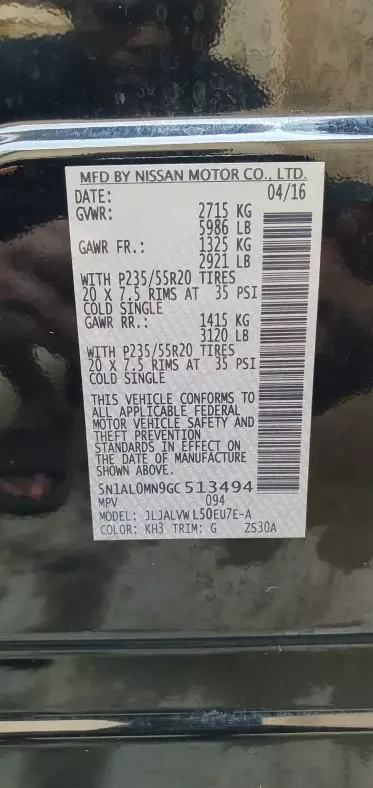 MFD BY NISSAN MOTOR CO., LTD.
DATE: 04/16
GVWR: 2715 KG
5986 LB
GAWR FR.: 1325 KG
2921 LB
WITH P235/55R20 TIRES
20 X 7.5 RIMS AT 35 PSI
COLD SINGLE
GAWR RR.: 1415 KG
3120 LB
WITH P235/55R20 TIRES
20 X 7.5 RIMS AT 35 PSI
COLD SINGLE
THIS VEHICLE CONFORMS TO
ALL APPLICABLE FEDERAL
MOTOR VEHICLE SAFETY AND
THEFT PREVENTION
STANDARDS IN EFFECT ON
THE DATE OF MANUFACTURE
SHOWN ABOVE.
5N1AL0MN9GC 513494
MPV 094
MODEL: JLJALVW L50EU7E-A
COLOR: KH3 TRIM: G ZS30A